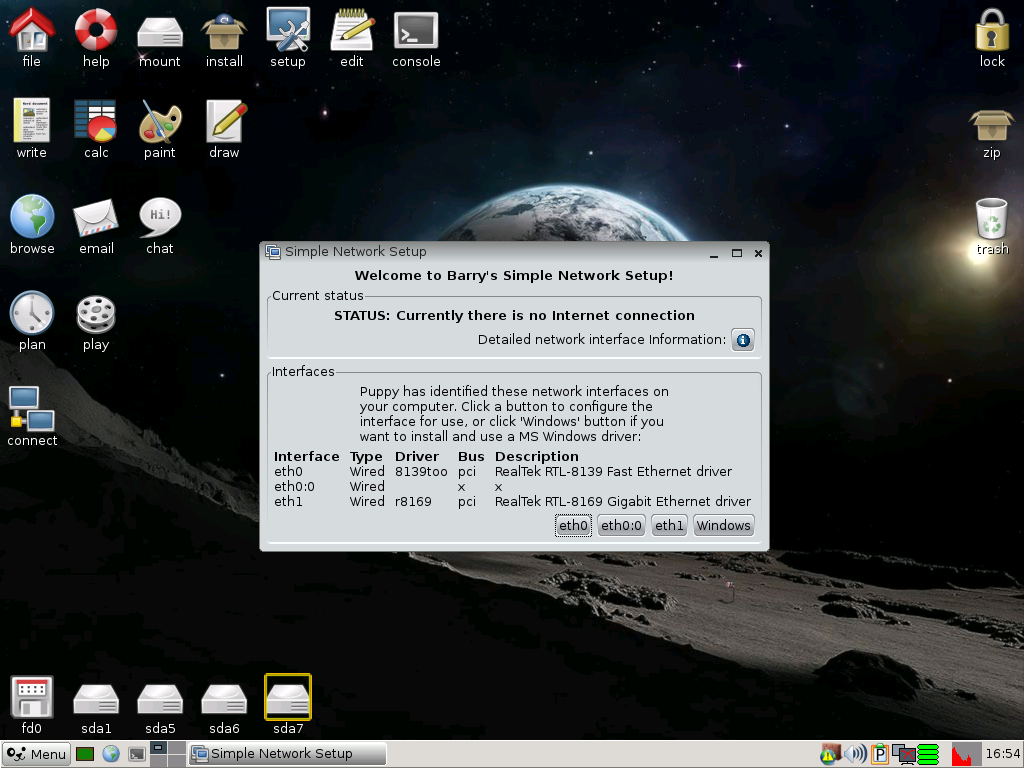 file help mount install setup edit console lock
write calc paint draw zip
Hi!
browse email chat trash
plan play
connect
Simple Network Setup
Welcome to Barry's Simple Network Setup!
Current status
STATUS: Currently there is no Internet connection
Detailed network interface Information:
Interfaces
Puppy has identified these network interfaces on
your computer. Click a button to configure the
interface for use, or click 'Windows' button if you
want to install and use a MS Windows driver:
Interface Type Driver Bus Description
eth0 Wired 8139too pci RealTek RTL-8139 Fast Ethernet driver
eth0:0 Wired x x
eth1 Wired r8169 pci RealTek RTL-8169 Gigabit Ethernet driver
eth0 eth0:0 eth1 Windows
fd0 sda1 sda5 sda6 sda7
Menu Simple Network Setup P 16:54